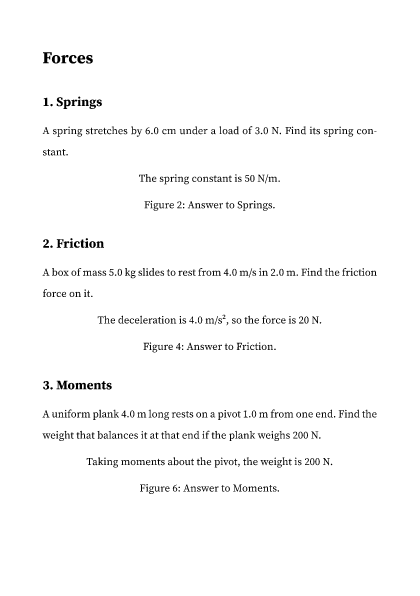 Forces
1. Springs
A spring stretches by 6.0 cm under a load of 3.0 N. Find its spring con-
stant.
The spring constant is 50 N/m.
Figure 2: Answer to Springs.
2. Friction
A box of mass 5.0 kg slides to rest from 4.0 m/s in 2.0 m. Find the friction
force on it.
The deceleration is 4.0 m/s², so the force is 20 N.
Figure 4: Answer to Friction.
3. Moments
A uniform plank 4.0 m long rests on a pivot 1.0 m from one end. Find the
weight that balances it at that end if the plank weighs 200 N.
Taking moments about the pivot, the weight is 200 N.
Figure 6: Answer to Moments.